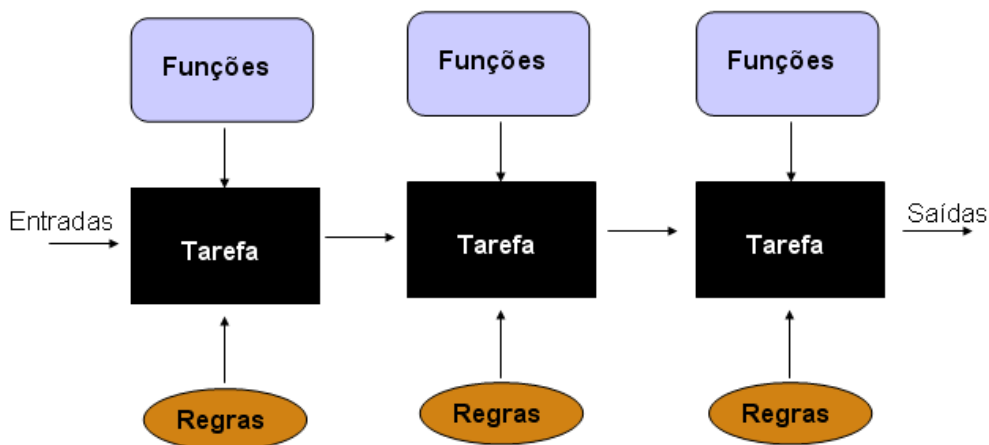 Funções
Funções
Funções
Entradas
Tarefa
Tarefa
Tarefa
Saídas
Regras
Regras
Regras